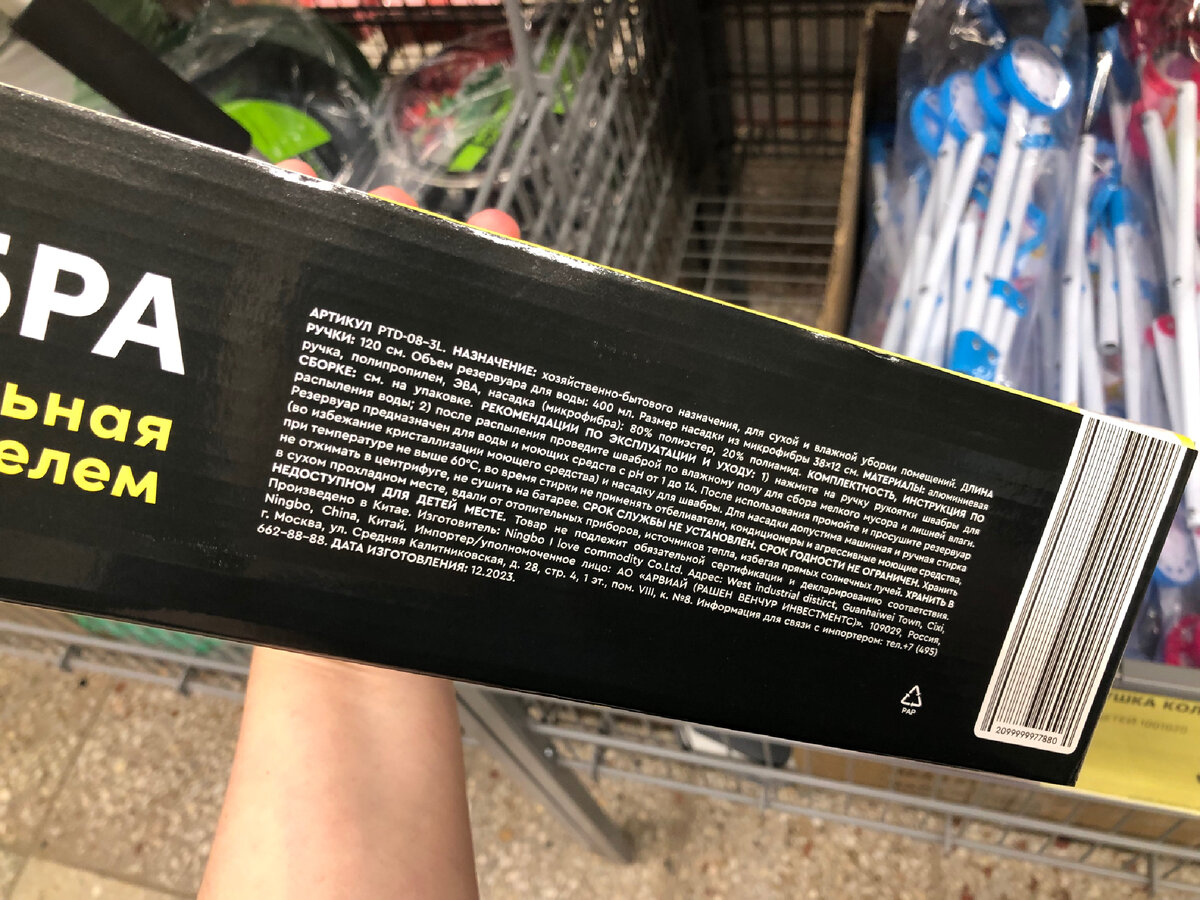 БРА
ьная
елем
АРТИКУЛ PTD-08-3L. НАЗНАЧЕНИЕ: хозяйственно-бытового назначения, для сухой и влажной уборки помещений. ДЛИНА
РУЧКИ: 120 см. Объем резервуара для воды: 400 мл. Размер насадки из микрофибры 38×12 см. МАТЕРИАЛЫ: алюминиевая
ручка, полипропилен, ЭВА, насадка (микрофибра): 80% полиэстер, 20% полиамид. КОМПЛЕКТНОСТЬ, ИНСТРУКЦИЯ ПО
СБОРКЕ: см. на упаковке. РЕКОМЕНДАЦИИ ПО ЭКСПЛУАТАЦИИ И УХОДУ: 1) нажмите на ручку рукоятки швабры для
распыления воды; 2) после распыления проведите шваброй по влажному полу для сбора мелкого мусора и лишней влаги.
Резервуар предназначен для воды и моющих средств с pH от 1 до 14. После использования промойте и просушите резервуар
(во избежание кристаллизации моющего средства) и насадку для швабры. Для насадки допустима машинная и ручная стирка
при температуре не выше 60°C, во время стирки не применять отбеливатели, кондиционеры и агрессивные моющие средства,
не отжимать в центрифуге, не сушить на батарее. СРОК СЛУЖБЫ НЕ УСТАНОВЛЕН. СРОК ГОДНОСТИ НЕ ОГРАНИЧЕН. Хранить
в сухом прохладном месте, вдали от отопительных приборов, источников тепла, избегая прямых солнечных лучей. ХРАНИТЬ В
НЕДОСТУПНОМ ДЛЯ ДЕТЕЙ МЕСТЕ. Товар не подлежит обязательной сертификации и декларированию соответствия.
Произведено в Китае. Изготовитель: Ningbo I love commodity Co.Ltd. Адрес: West industrial distirct, Guanhaiwei Town, Cixi,
Ningbo, China, Китай. Импортер/уполномоченное лицо: АО «АРВИАЙ (РАШЕН ВЕНЧУР ИНВЕСТМЕНТС)». 109029, Россия,
г. Москва, ул. Средняя Калитниковская, д. 28, стр. 4, 1 эт., пом. VIII, к. №8. Информация для связи с импортером: тел.+7 (495)
662-88-88. ДАТА ИЗГОТОВЛЕНИЯ: 12.2023.
PAP
2099999977880
УШКА КОЛ
ЕТЕЙ 1001020